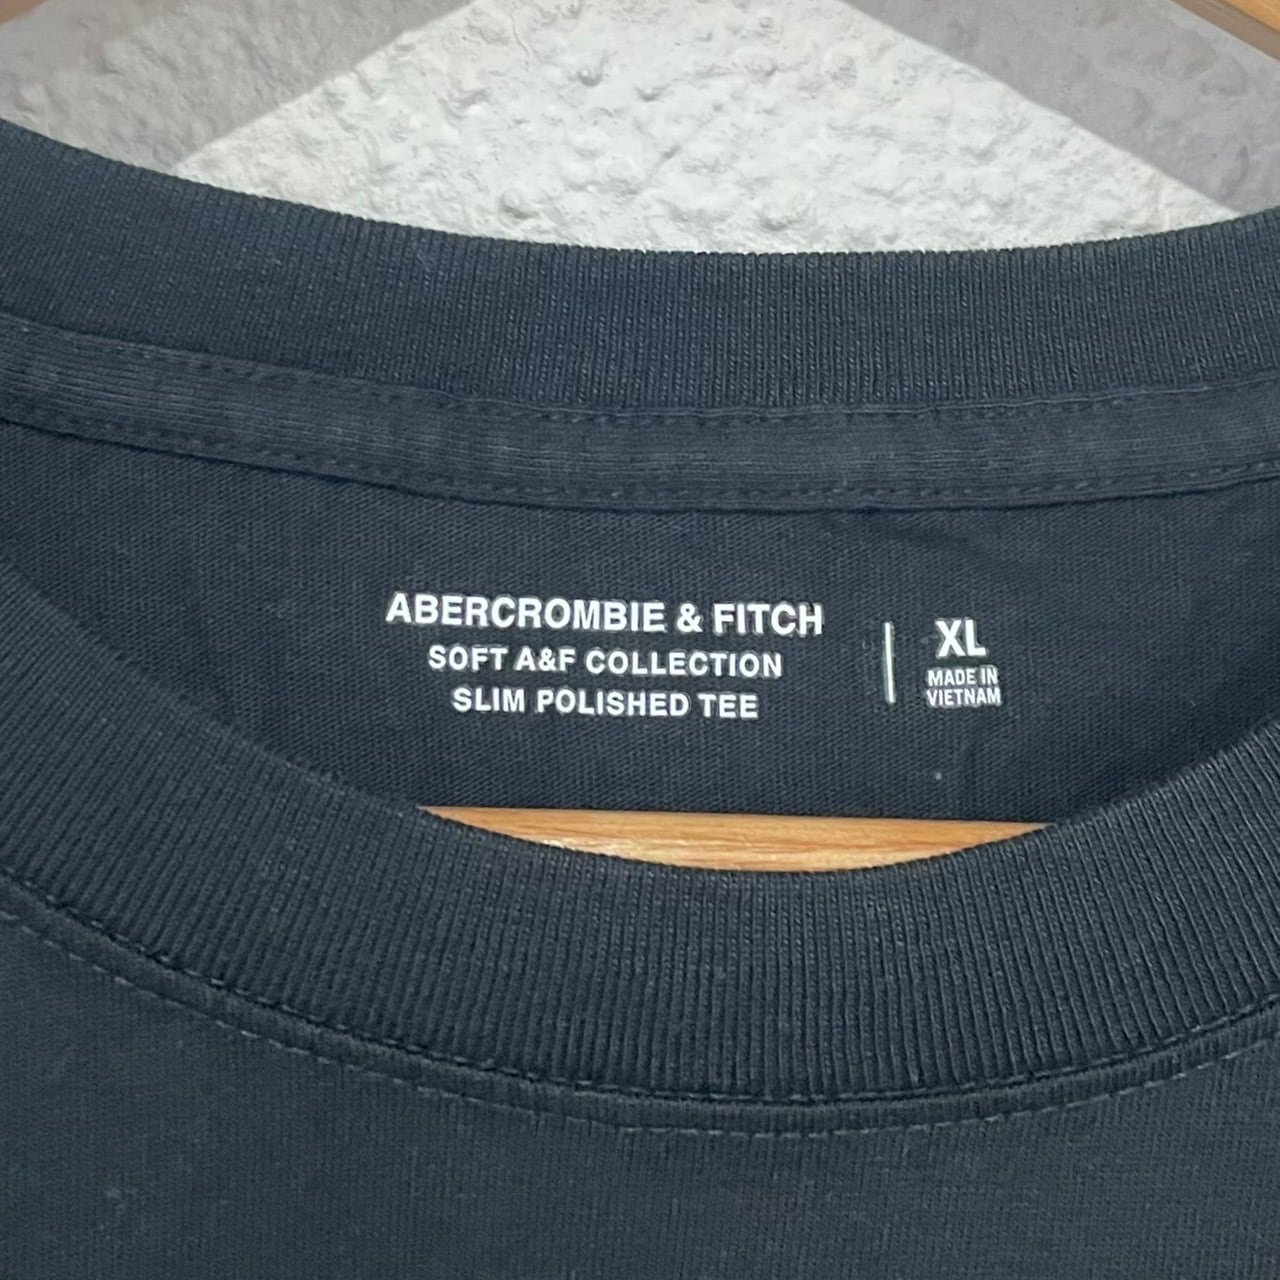 ABERCROMBIE & FITCH
SOFT A&F COLLECTION
SLIM POLISHED TEE
XL
MADE IN
VIETNAM